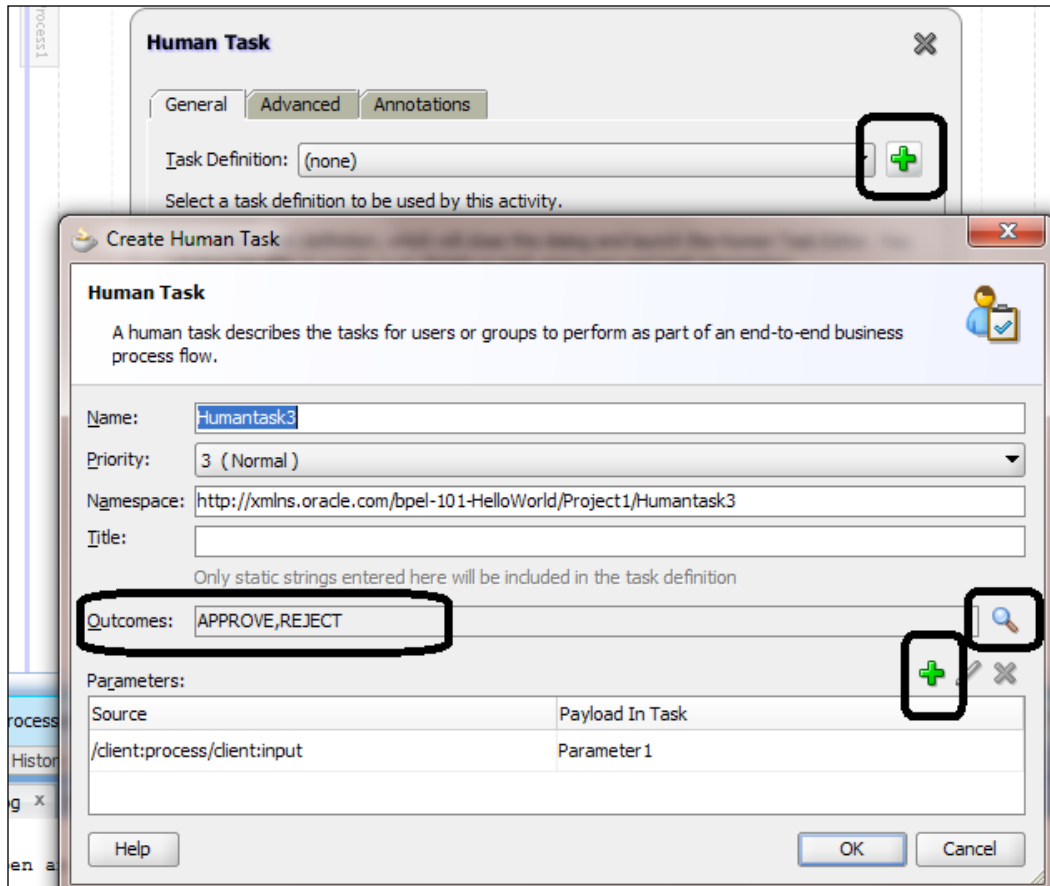 rocess1
Human Task
General Advanced Annotations
Task Definition: (none)
Select a task definition to be used by this activity.
Create Human Task
Human Task
A human task describes the tasks for users or groups to perform as part of an end-to-end business
process flow.
Name: Humantask3
Priority: 3 (Normal)
Namespace: http://xmlns.oracle.com/bpel-101-HelloWorld/Project1/Humantask3
Title:
Only static strings entered here will be included in the task definition
Outcomes: APPROVE,REJECT
Parameters:
Source Payload In Task
/client:process/client:input Parameter1
rocess
Histor
og x
en a
Help OK Cancel